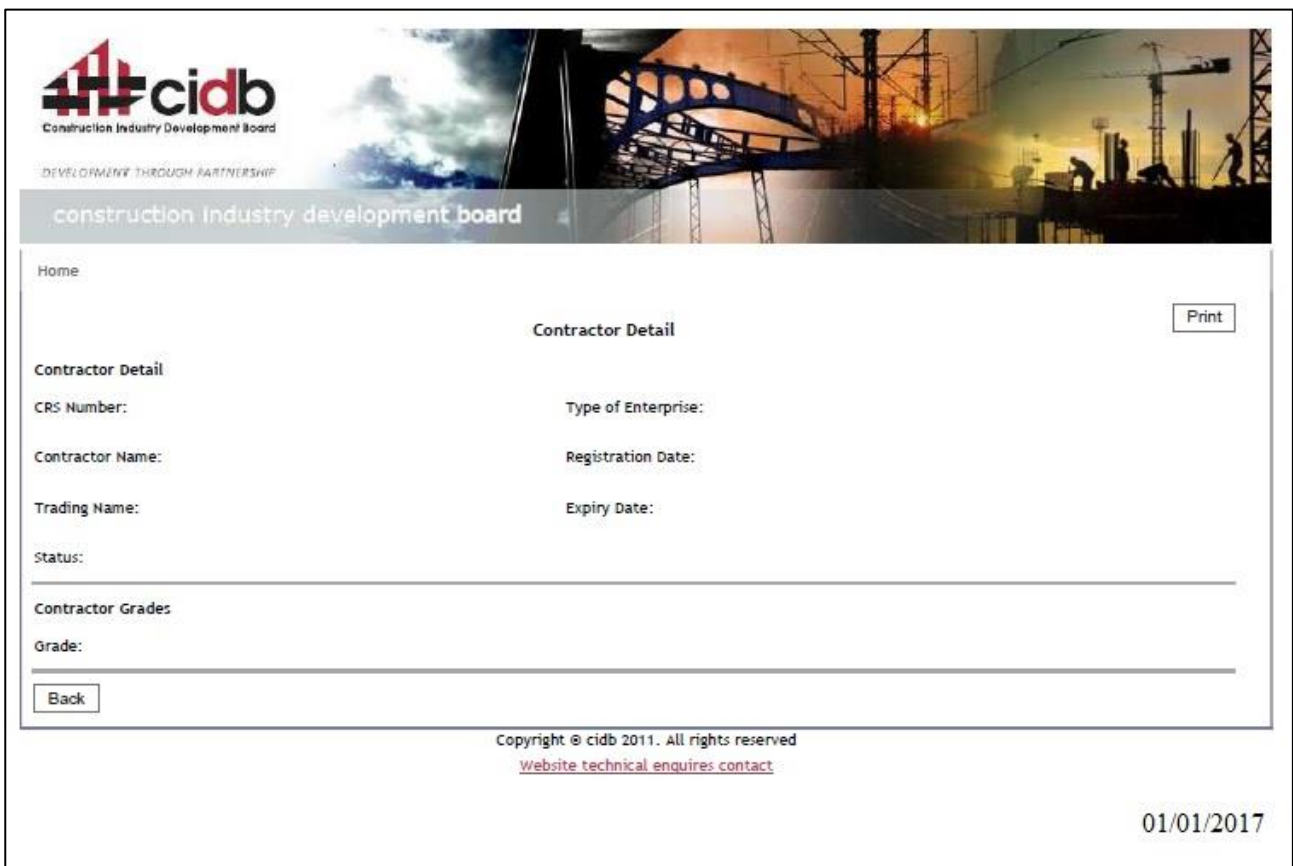 cidb
Construction Industry Development Board
DEVELOPMENT THROUGH PARTNERSHIP
construction industry development board
Home
Print
Contractor Detail
Contractor Detail
CRS Number:
Type of Enterprise:
Contractor Name:
Registration Date:
Trading Name:
Expiry Date:
Status:
Contractor Grades
Grade:
Back
Copyright © cidb 2011. All rights reserved
Website technical enquires contact
01/01/2017